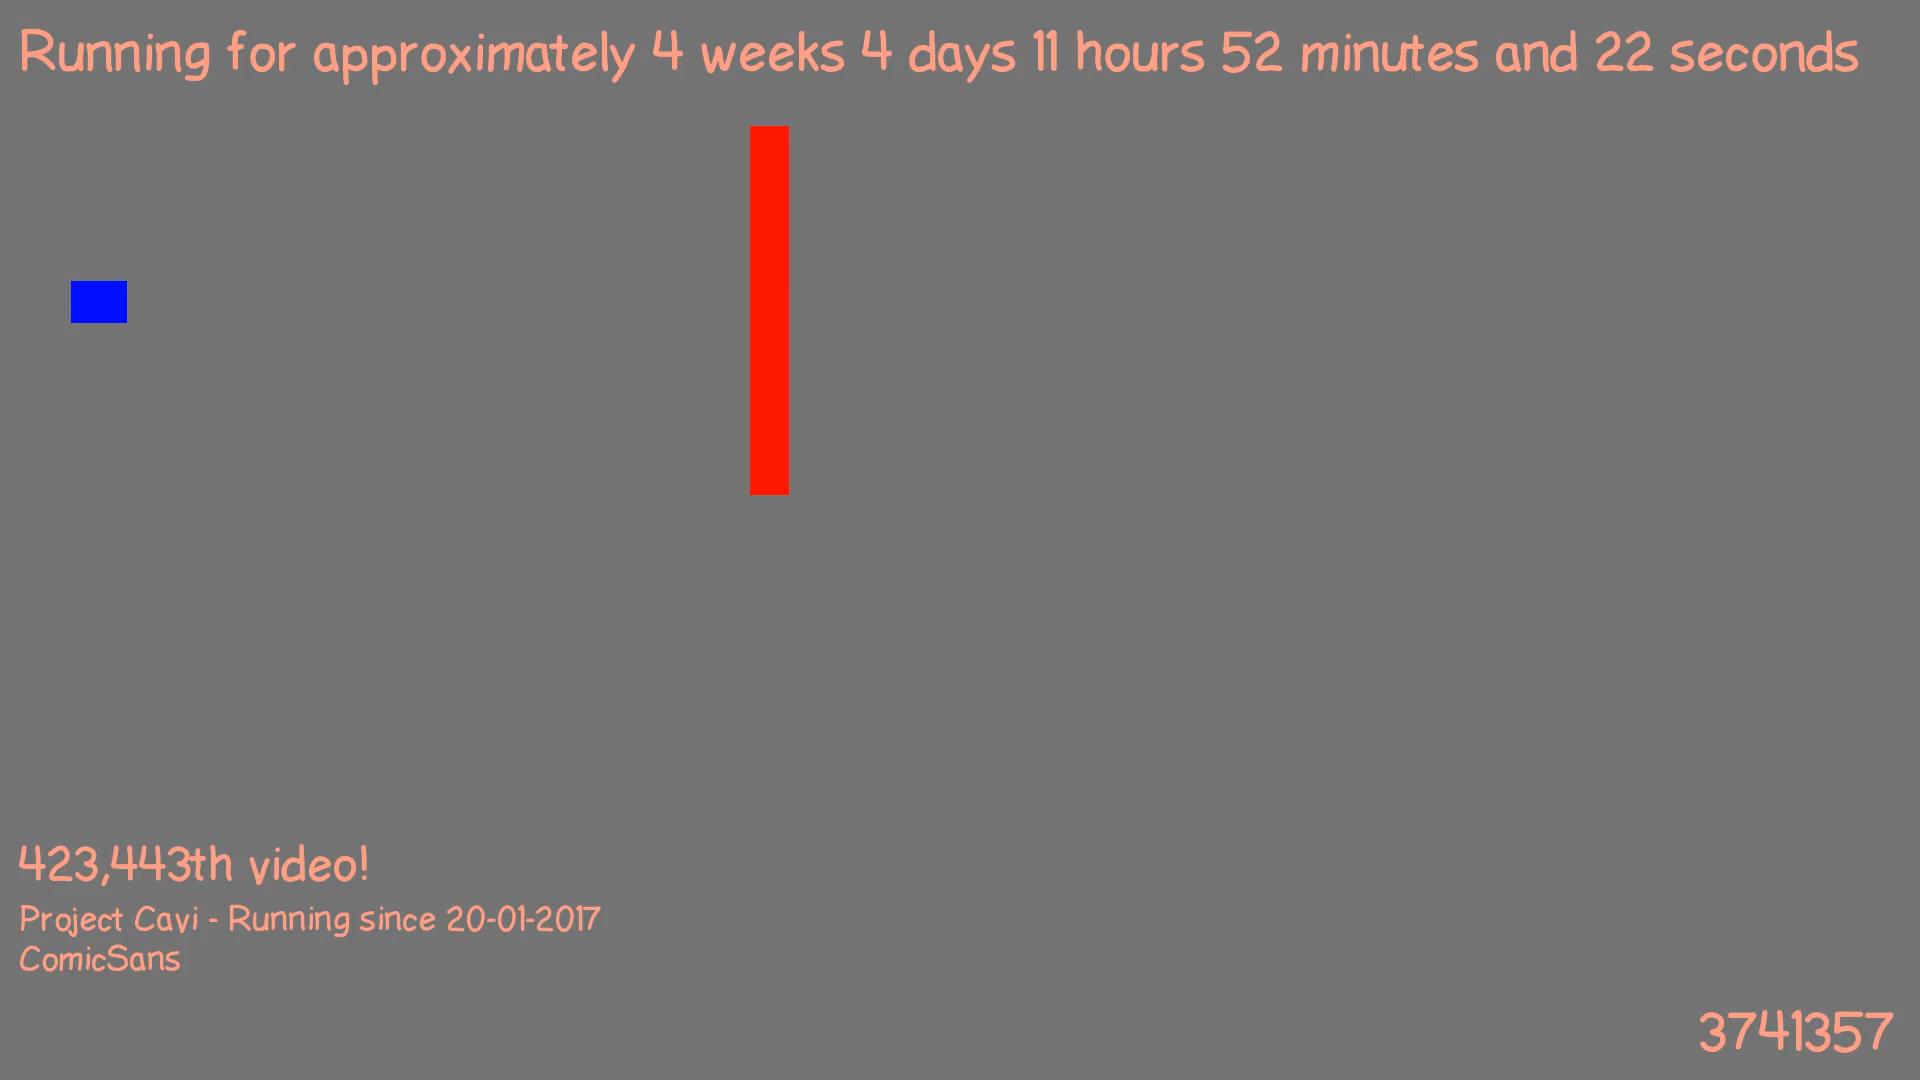 Running for approximately 4 weeks 4 days 11 hours 52 minutes and 22 seconds
423,443th video!
Project Cavi - Running since 20-01-2017
ComicSans
3741357